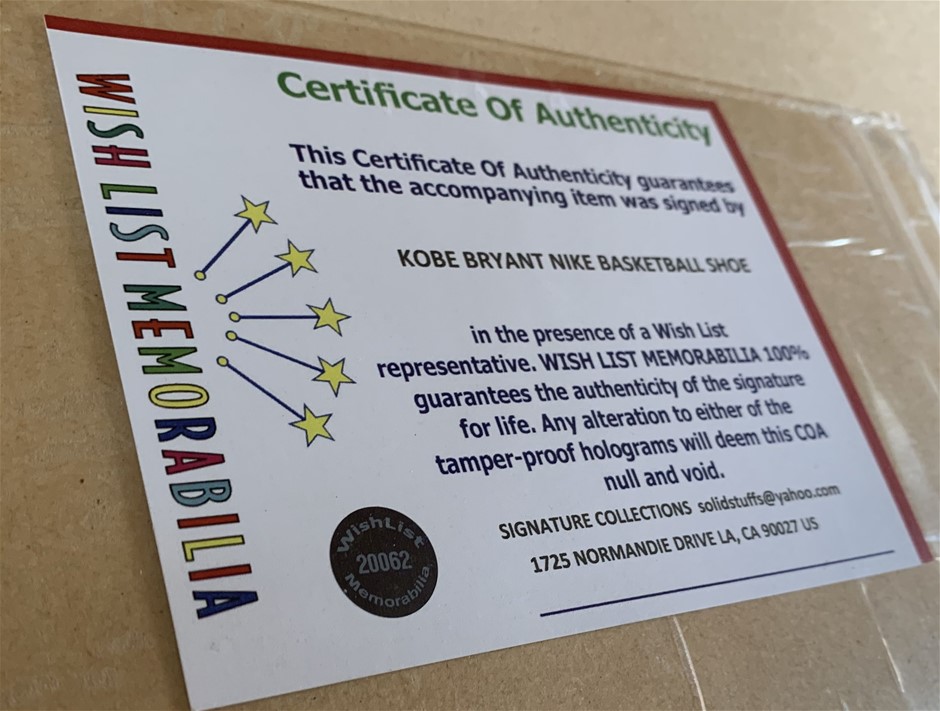 WISH LIST MEMORABILIA
Certificate Of Authenticity
This Certificate Of Authenticity guarantees
that the accompanying item was signed by
KOBE BRYANT NIKE BASKETBALL SHOE
in the presence of a Wish List
representative. WISH LIST MEMORABILIA 100%
guarantees the authenticity of the signature
for life. Any alteration to either of the
tamper-proof holograms will deem this COA
null and void.
SIGNATURE COLLECTIONS solidstuffs@yahoo.com
1725 NORMANDIE DRIVE LA, CA 90027 US
WishList
20062
Memorabilia